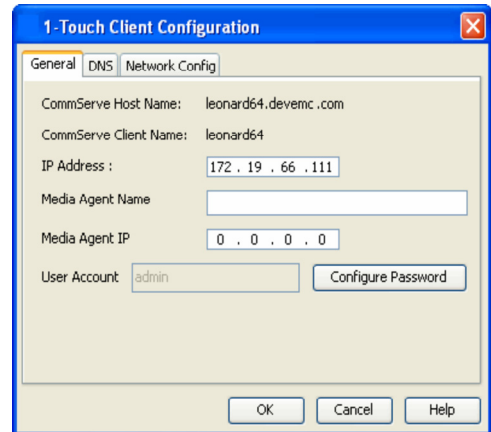 1-Touch Client Configuration
General DNS Network Config
CommServe Host Name: leonard64.devemc .com
CommServe Client Name: leonard64
IP Address : 172 . 19 . 66 .111
Media Agent Name
Media Agent IP 0 . 0 . 0 . 0
User Account admin Configure Password
OK Cancel Help